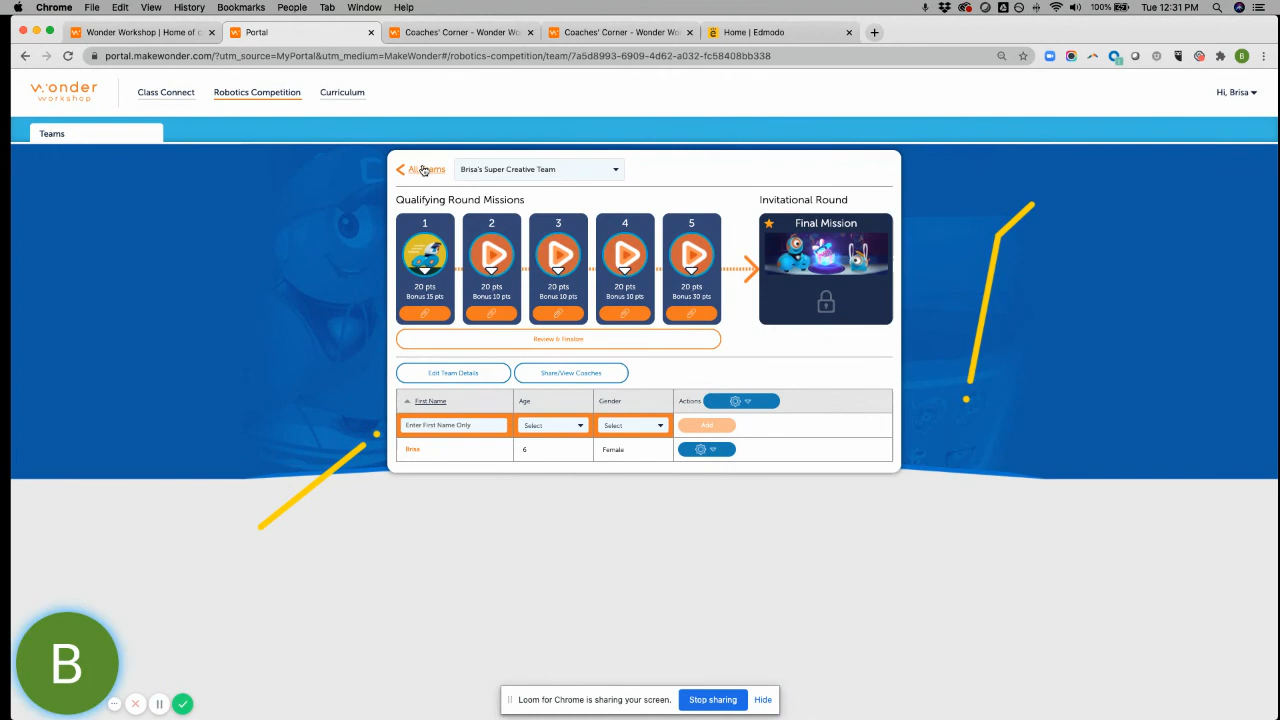 Chrome File Edit View History Bookmarks People Tab Window Help 100% Tue 12:31 PM
Wonder Workshop | Home of c Portal Coaches' Corner - Wonder Wo Coaches' Corner - Wonder Wo Home | Edmodo
portal.makewonder.com/?utm_source=MyPortal&utm_medium=MakeWonder#/robotics-competition/team/7a5d8993-6909-4d62-a032-fc58408bb338 B
wonder workshop Class Connect Robotics Competition Curriculum Hi, Brisa
Teams
All Teams Brisa's Super Creative Team
Qualifying Round Missions Invitational Round
1 2 3 4 5 Final Mission
20 pts 20 pts 20 pts 20 pts 20 pts
Bonus 15 pts Bonus 10 pts Bonus 10 pts Bonus 10 pts Bonus 30 pts
Review & Finalize
Edit Team Details Share/View Coaches
First Name Age Gender Actions
Enter First Name Only Select Select Add
Brisa 6 Female
B
Loom for Chrome is sharing your screen. Stop sharing Hide